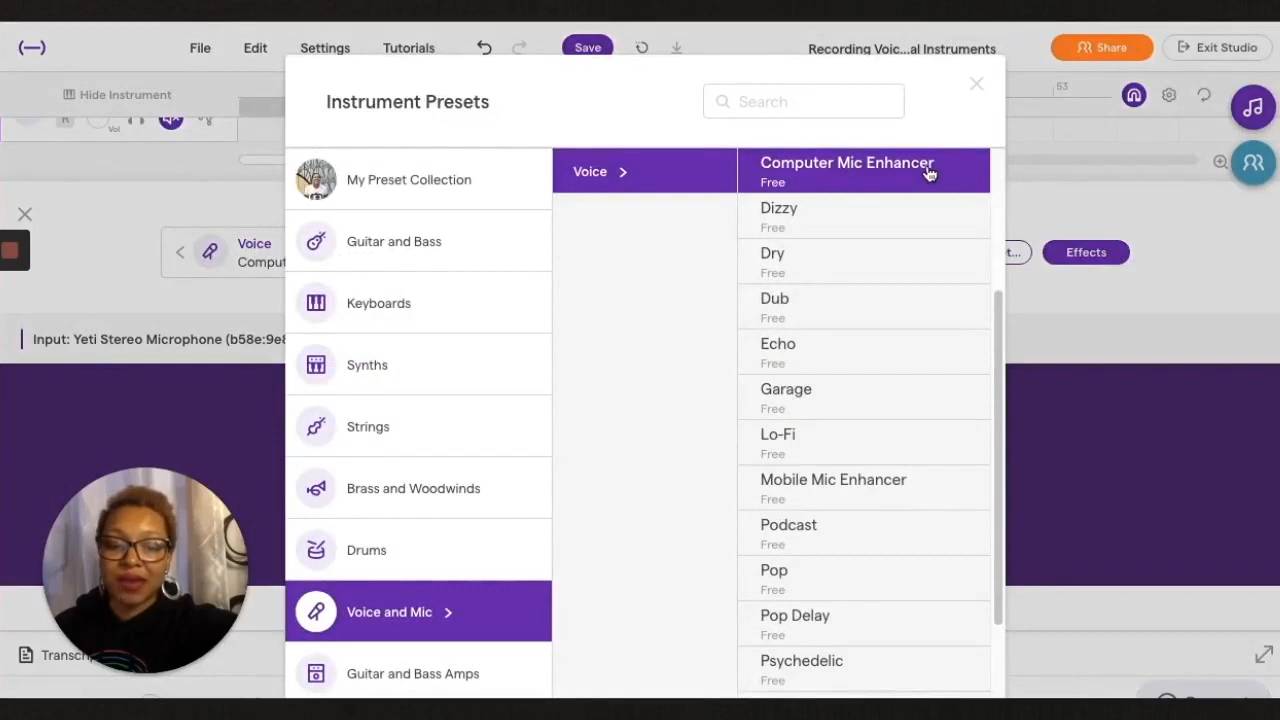 File Edit Settings Tutorials Save Recording Voic...al Instruments Share Exit Studio
Hide Instrument
53
R
Vol
Instrument Presets
Search
My Preset Collection
Guitar and Bass
Keyboards
Synths
Strings
Brass and Woodwinds
Drums
Voice and Mic
Guitar and Bass Amps
Voice
Computer Mic Enhancer
Free
Dizzy
Free
Dry
Free
Dub
Free
Echo
Free
Garage
Free
Lo-Fi
Free
Mobile Mic Enhancer
Free
Podcast
Free
Pop
Free
Pop Delay
Free
Psychedelic
Free
Voice
Comput
t...
Effects
Input: Yeti Stereo Microphone (b58e:9e8
Transc